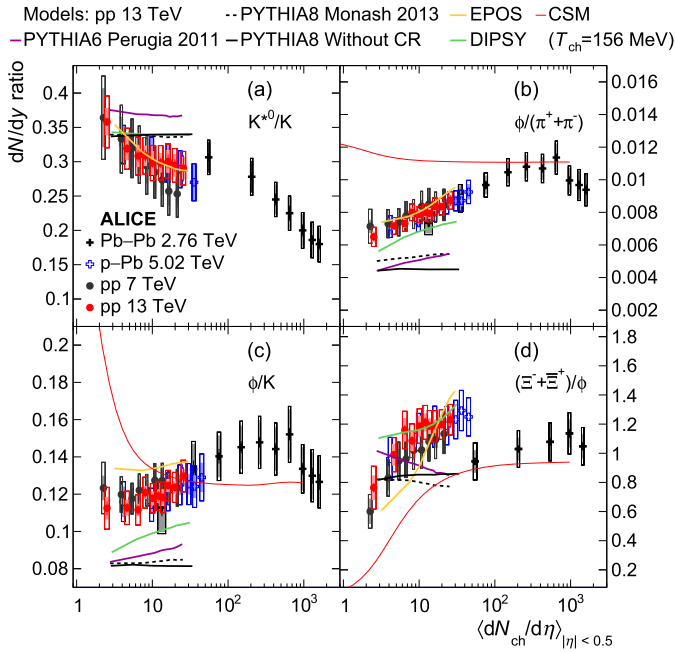 Models: pp 13 TeV PYTHIA8 Monash 2013 EPOS CSM
PYTHIA6 Perugia 2011 PYTHIA8 Without CR DIPSY (T_ch=156 MeV)
dN/dy ratio
(a)
K*⁰/K
0.4
0.35
0.3
0.25
0.2
0.15
0.1
ALICE
Pb–Pb 2.76 TeV
p–Pb 5.02 TeV
pp 7 TeV
pp 13 TeV
(b)
ϕ/(π⁺+π⁻)
0.016
0.014
0.012
0.010
0.008
0.006
0.004
0.002
(c)
ϕ/K
0.2
0.18
0.16
0.14
0.12
0.1
0.08
(d)
(Ξ⁻+Ξ̄⁺)/ϕ
1.8
1.6
1.4
1.2
1.0
0.8
0.6
0.4
0.2
1 10 10² 10³ 1 10 10² 10³
⟨dN_ch/dη⟩_|η| < 0.5